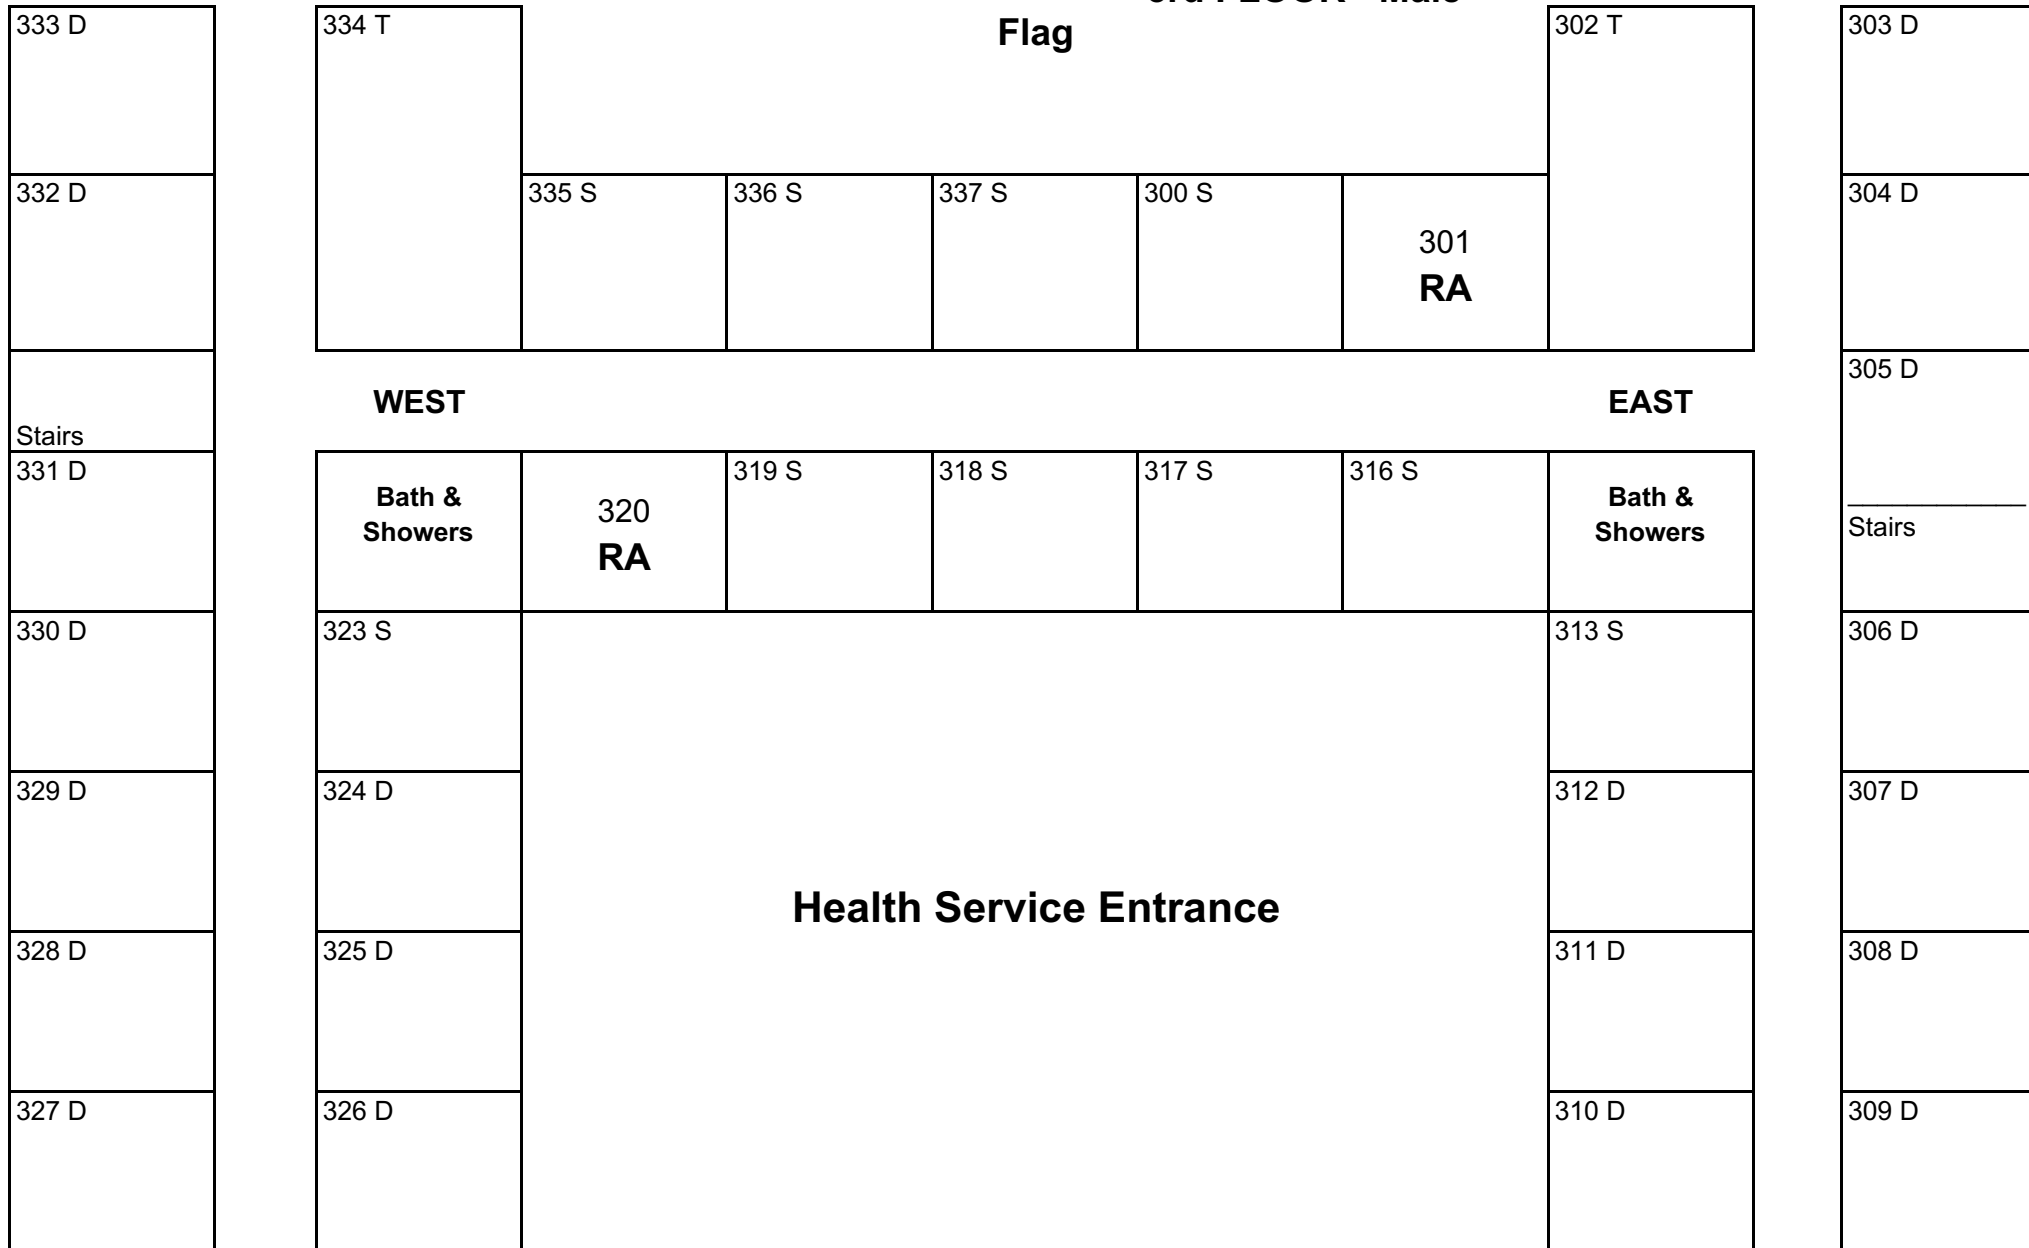 333 D
334 T
Flag
302 T
303 D
332 D
335 S
336 S
337 S
300 S
301
RA
304 D
Stairs
WEST
EAST
305 D
331 D
Bath &
Showers
320
RA
319 S
318 S
317 S
316 S
Bath &
Showers
Stairs
330 D
323 S
313 S
306 D
329 D
324 D
312 D
307 D
Health Service Entrance
328 D
325 D
311 D
308 D
327 D
326 D
310 D
309 D